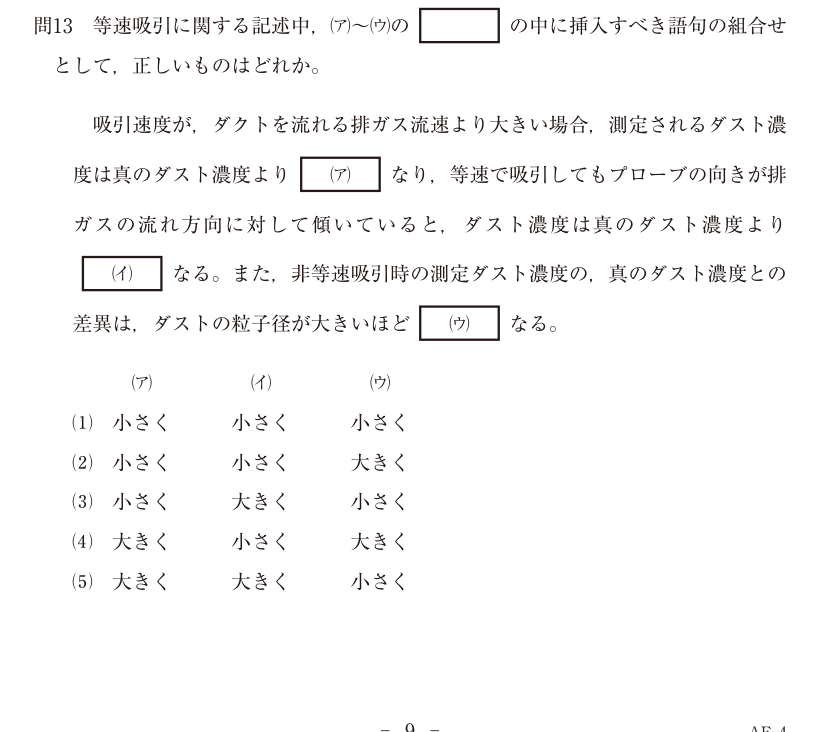 問13　等速吸引に関する記述中，㋐～㋒の　　　の中に挿入すべき語句の組合せ
として，正しいものはどれか。
吸引速度が，ダクトを流れる排ガス流速より大きい場合，測定されるダスト濃
度は真のダスト濃度より (ア) なり，等速で吸引してもプローブの向きが排
ガスの流れ方向に対して傾いていると，ダスト濃度は真のダスト濃度より
(イ) なる。また，非等速吸引時の測定ダスト濃度の，真のダスト濃度との
差異は，ダストの粒子径が大きいほど (ウ) なる。
(ア)　(イ)　(ウ)
(1)　小さく　小さく　小さく
(2)　小さく　小さく　大きく
(3)　小さく　大きく　小さく
(4)　大きく　小さく　大きく
(5)　大きく　大きく　小さく
－ 9 －